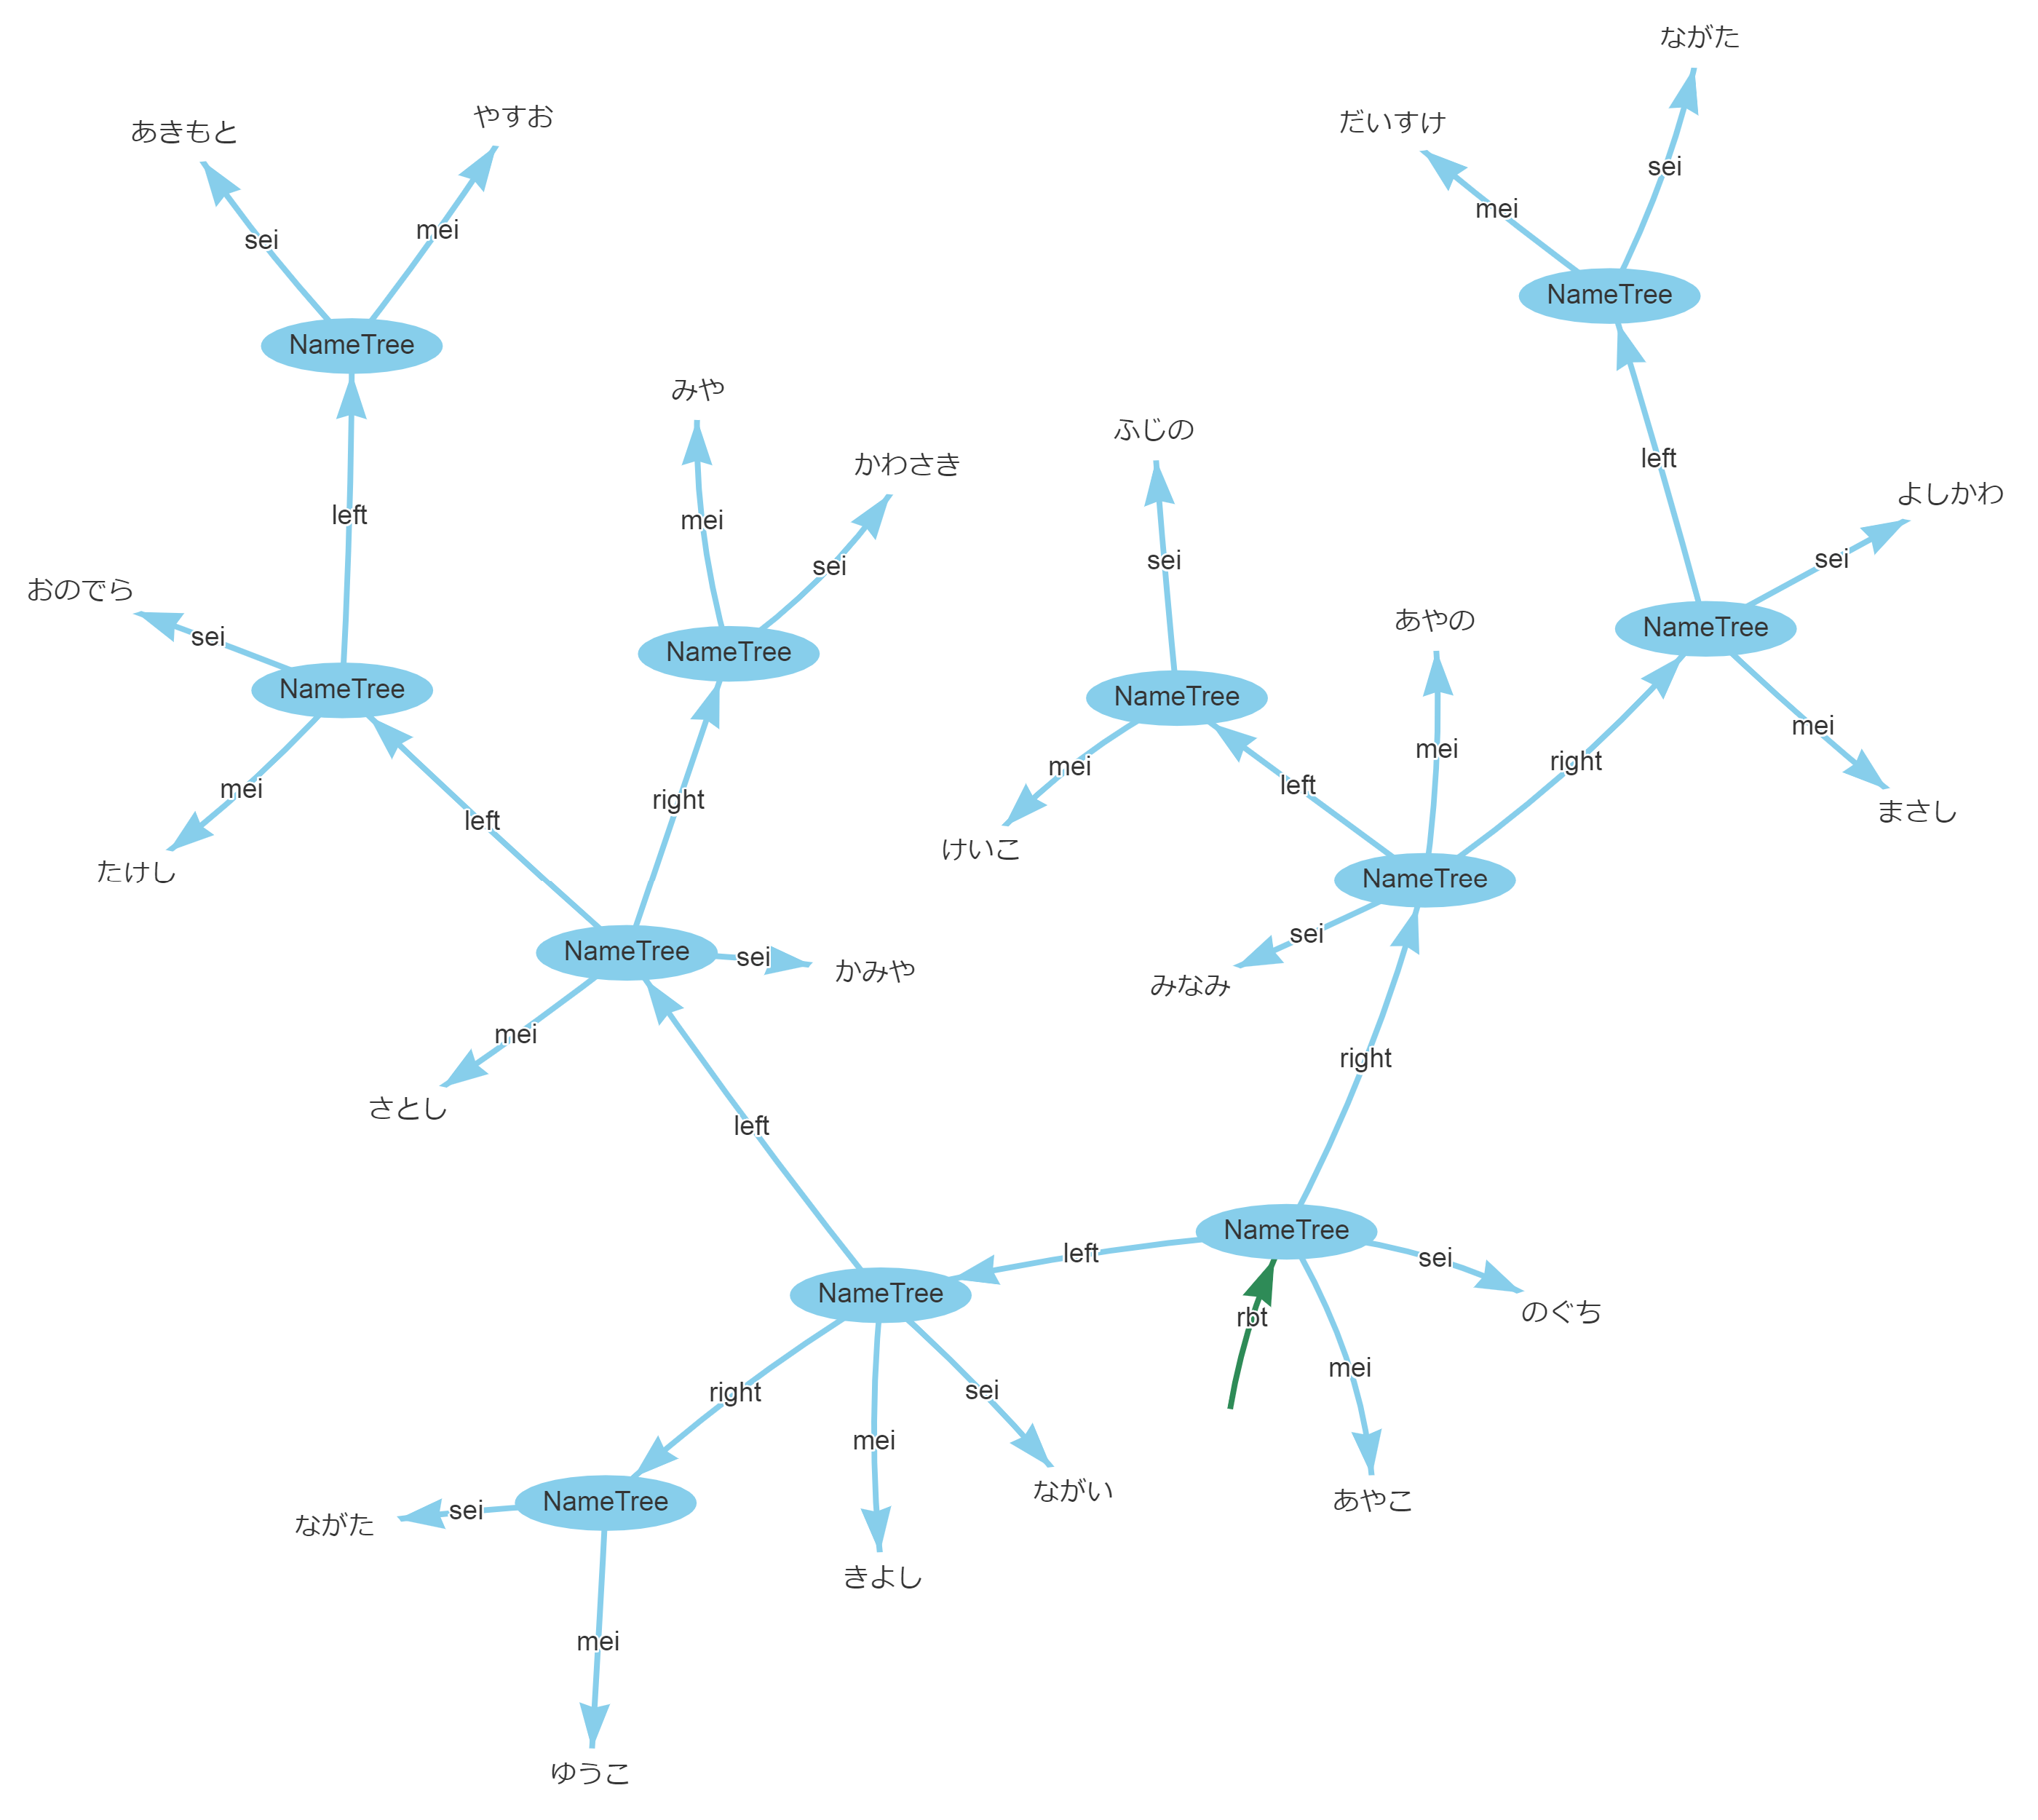 ながた
やすお
だいすけ
あきもと
sei
mei
mei
sei
NameTree
NameTree
みや
ふじの
left
かわさき
よしかわ
left
mei
sei
sei
sei
おのでら
あやの
sei
NameTree
NameTree
NameTree
NameTree
mei
mei
right
mei
mei
left
right
left
まさし
たけし
けいこ
NameTree
sei
NameTree
sei
かみや
みなみ
mei
right
さとし
left
NameTree
left
sei
NameTree
rbt
のぐち
mei
right
sei
mei
ながい
あやこ
NameTree
sei
ながた
きよし
mei
ゆうこ